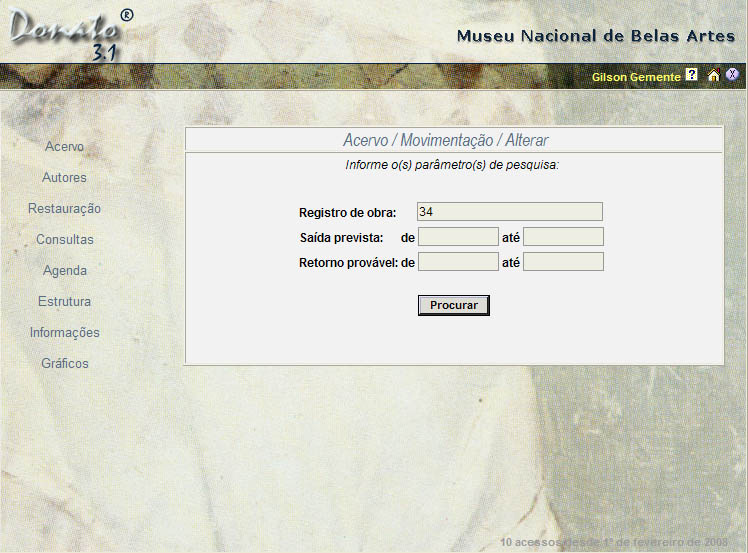 Donato ®
3.1
Museu Nacional de Belas Artes
Gilson Gemente ? X
Acervo
Autores
Restauração
Consultas
Agenda
Estrutura
Informações
Gráficos
Acervo / Movimentação / Alterar
Informe o(s) parâmetro(s) de pesquisa:
Registro de obra: 34
Saída prevista: de até
Retorno provável: de até
Procurar
10 acessos desde 1º de fevereiro de 2008